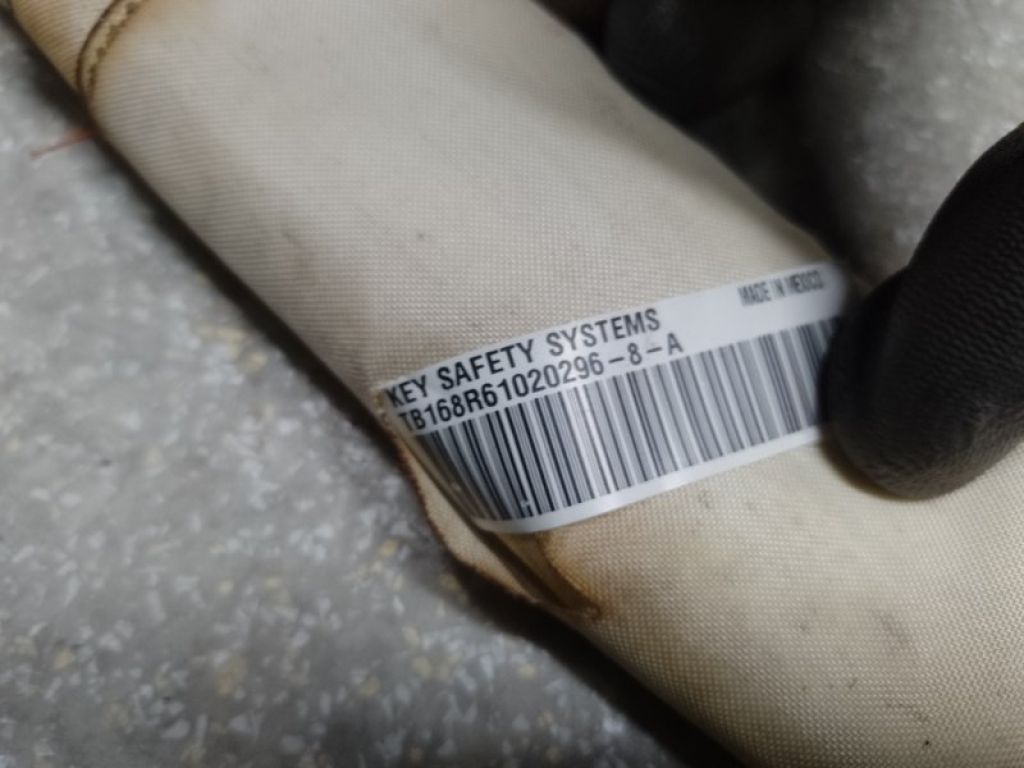 MADE IN MEXICO
KEY SAFETY SYSTEMS
TB168R61020296-8-A